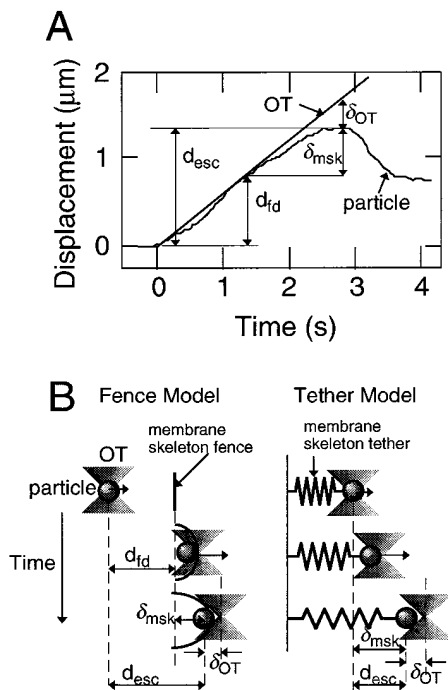 A
Displacement (μm)
2
1
0
OT
δOT
desc
δmsk
dfd
particle
0 1 2 3 4
Time (s)
B
Fence Model
Tether Model
membrane
skeleton fence
OT
particle
Time
dfd
δmsk
δOT
desc
membrane
skeleton tether
δmsk
δOT
desc